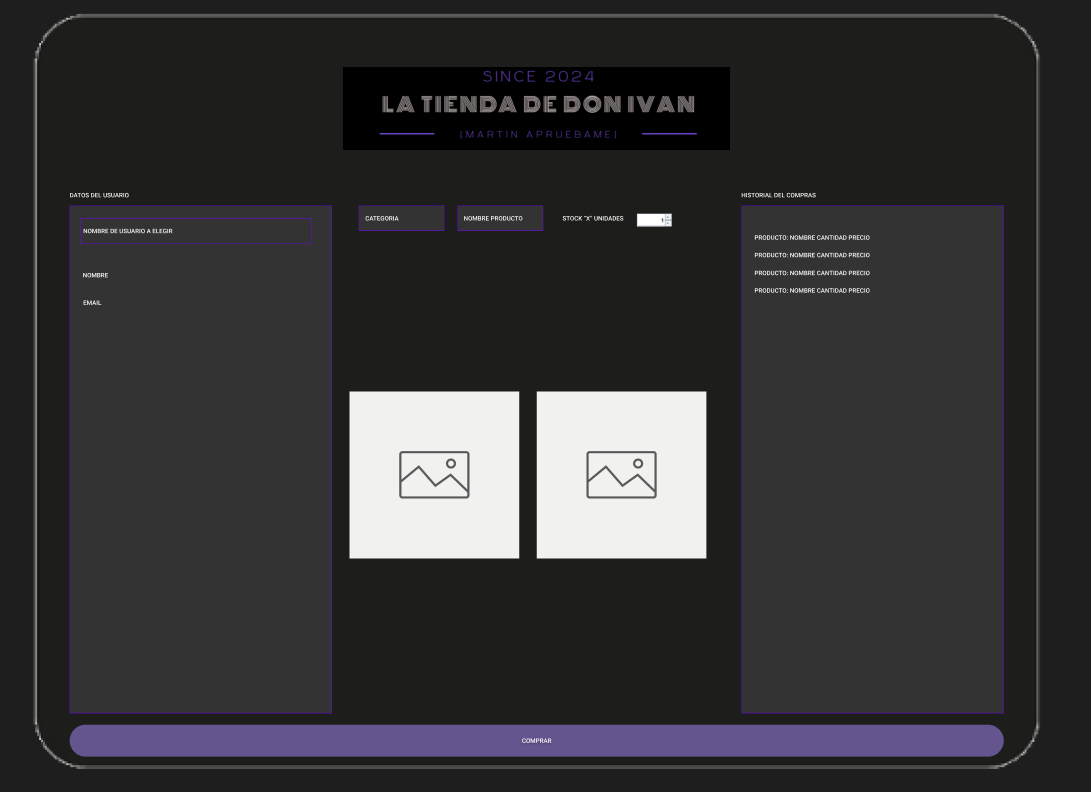 SINCE 2024
LA TIENDA DE DON IVAN
[MARTIN APRUEBAME]
DATOS DEL USUARIO
NOMBRE DE USUARIO A ELEGIR
NOMBRE
EMAIL
CATEGORIA
NOMBRE PRODUCTO
STOCK "X" UNIDADES
1
HISTORIAL DEL COMPRAS
PRODUCTO: NOMBRE CANTIDAD PRECIO
PRODUCTO: NOMBRE CANTIDAD PRECIO
PRODUCTO: NOMBRE CANTIDAD PRECIO
PRODUCTO: NOMBRE CANTIDAD PRECIO
COMPRAR